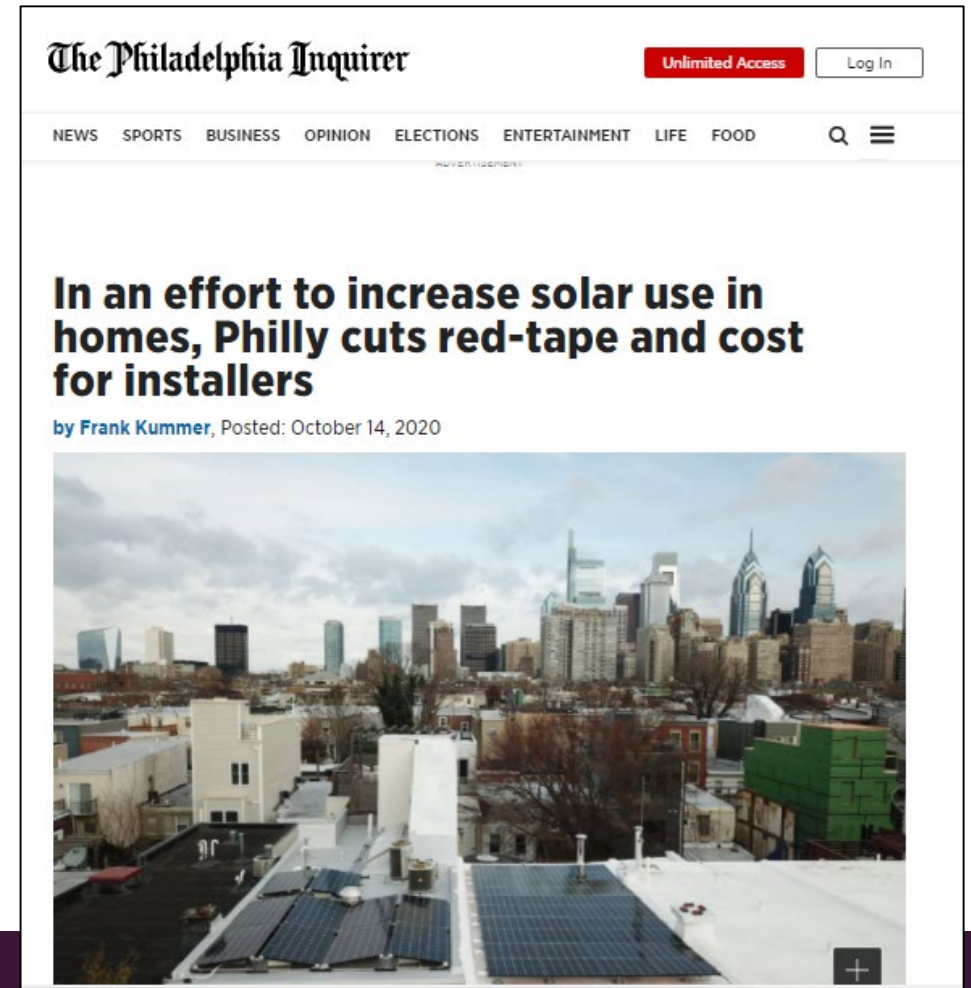 The Philadelphia Inquirer
Unlimited Access
Log In
NEWS SPORTS BUSINESS OPINION ELECTIONS ENTERTAINMENT LIFE FOOD
ADVERTISEMENT
In an effort to increase solar use in
homes, Philly cuts red-tape and cost
for installers
by Frank Kummer, Posted: October 14, 2020